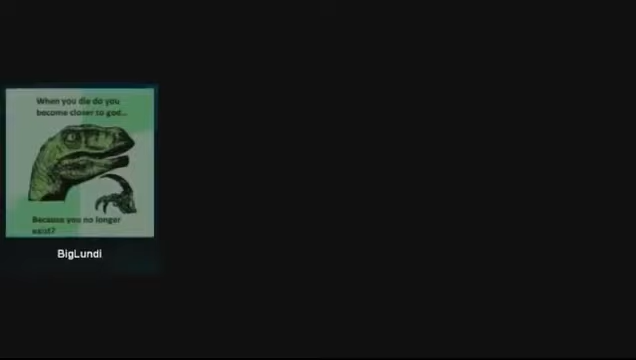 When you die do you
become closer to god...
Because you no longer
exist?
BigLundi